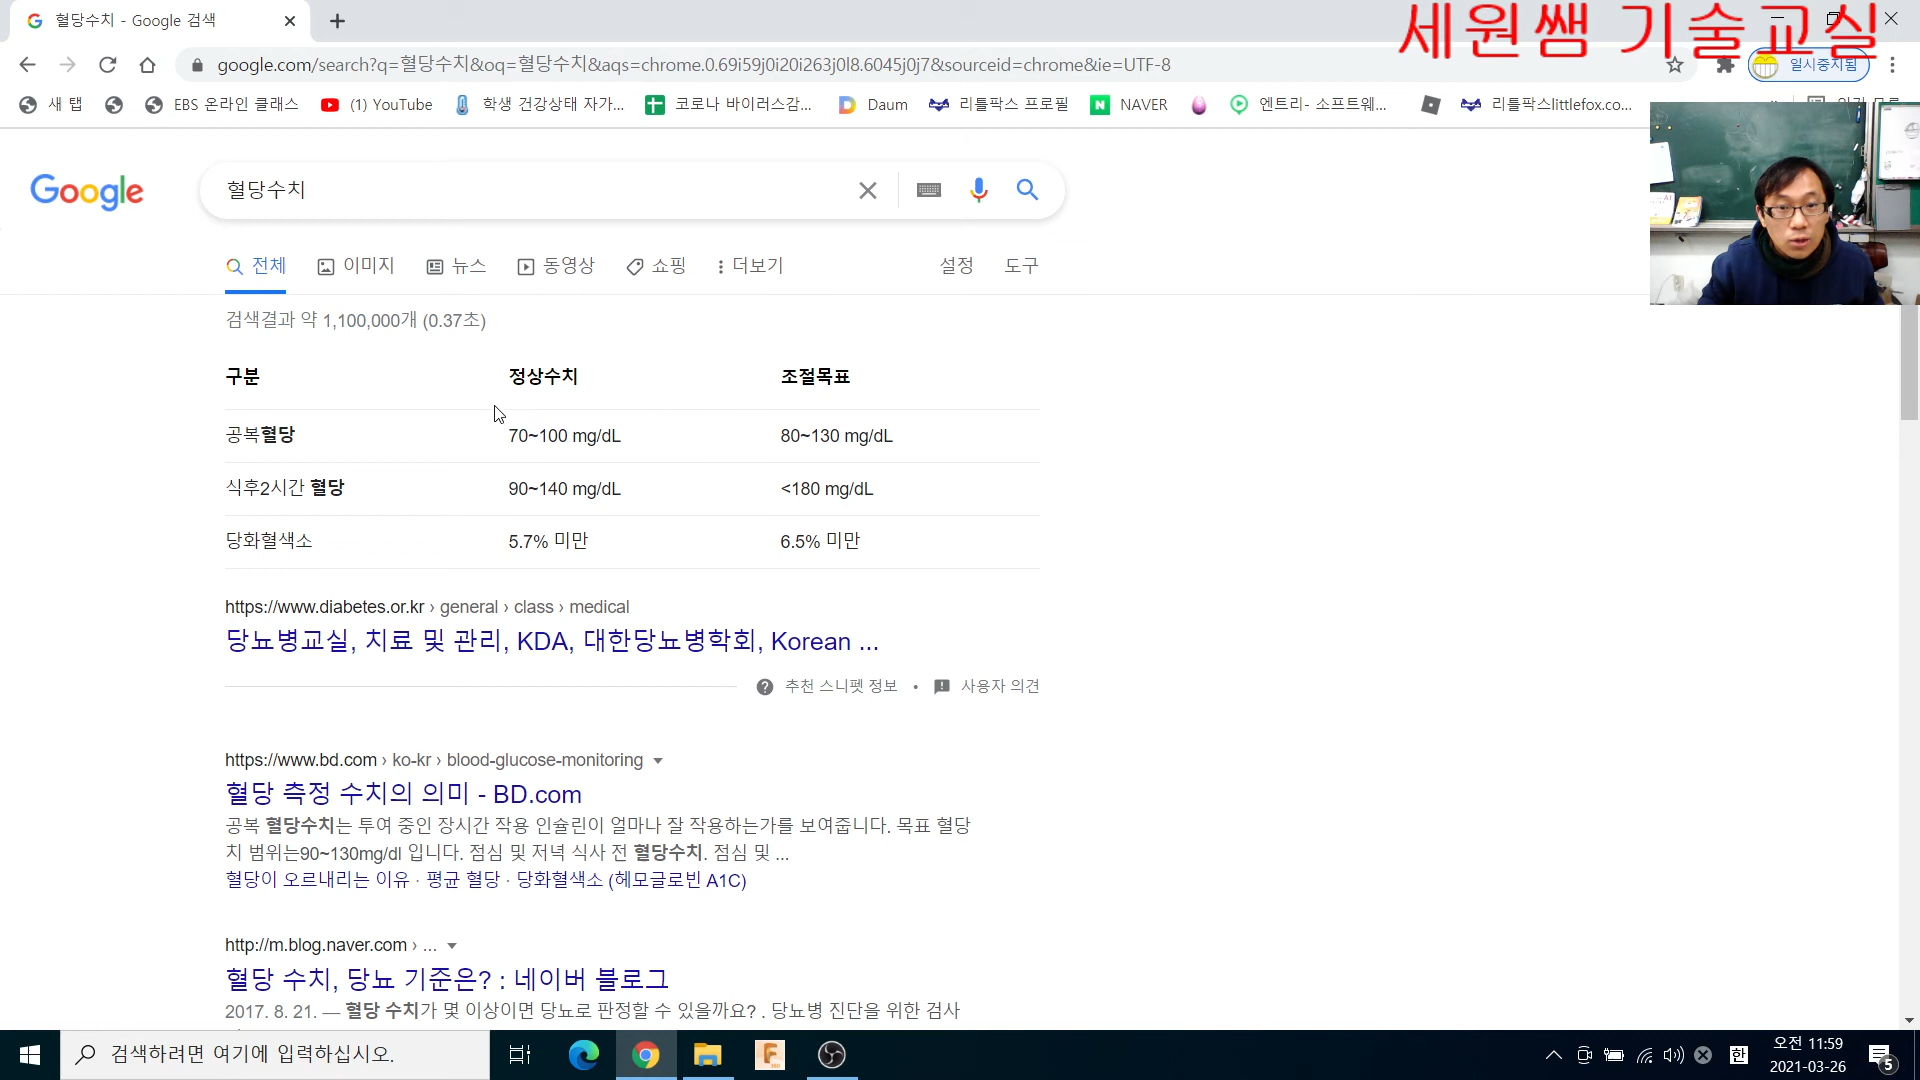 혈당수치 - Google 검색
세원쌤 기술교실
google.com/search?q=혈당수치&oq=혈당수치&aqs=chrome.0.69i59j0i20i263j0l8.6045j0j7&sourceid=chrome&ie=UTF-8
일시중지됨
새 탭
EBS 온라인 클래스
(1) YouTube
학생 건강상태 자가...
코로나 바이러스감...
Daum
리틀팍스 프로필
NAVER
엔트리- 소프트웨...
리틀팍스littlefox.co...
Google
혈당수치
전체 이미지 뉴스 동영상 쇼핑 더보기 설정 도구
검색결과 약 1,100,000개 (0.37초)
구분 정상수치 조절목표
공복혈당 70~100 mg/dL 80~130 mg/dL
식후2시간 혈당 90~140 mg/dL <180 mg/dL
당화혈색소 5.7% 미만 6.5% 미만
https://www.diabetes.or.kr › general › class › medical
당뇨병교실, 치료 및 관리, KDA, 대한당뇨병학회, Korean ...
추천 스니펫 정보 • 사용자 의견
https://www.bd.com › ko-kr › blood-glucose-monitoring
혈당 측정 수치의 의미 - BD.com
공복 혈당수치는 투여 중인 장시간 작용 인슐린이 얼마나 잘 작용하는가를 보여줍니다. 목표 혈당
치 범위는90~130mg/dl 입니다. 점심 및 저녁 식사 전 혈당수치. 점심 및 ...
혈당이 오르내리는 이유 · 평균 혈당 · 당화혈색소 (헤모글로빈 A1C)
http://m.blog.naver.com › ...
혈당 수치, 당뇨 기준은? : 네이버 블로그
2017. 8. 21. — 혈당 수치가 몇 이상이면 당뇨로 판정할 수 있을까요? . 당뇨병 진단을 위한 검사
검색하려면 여기에 입력하십시오.
한
오전 11:59
2021-03-26
5